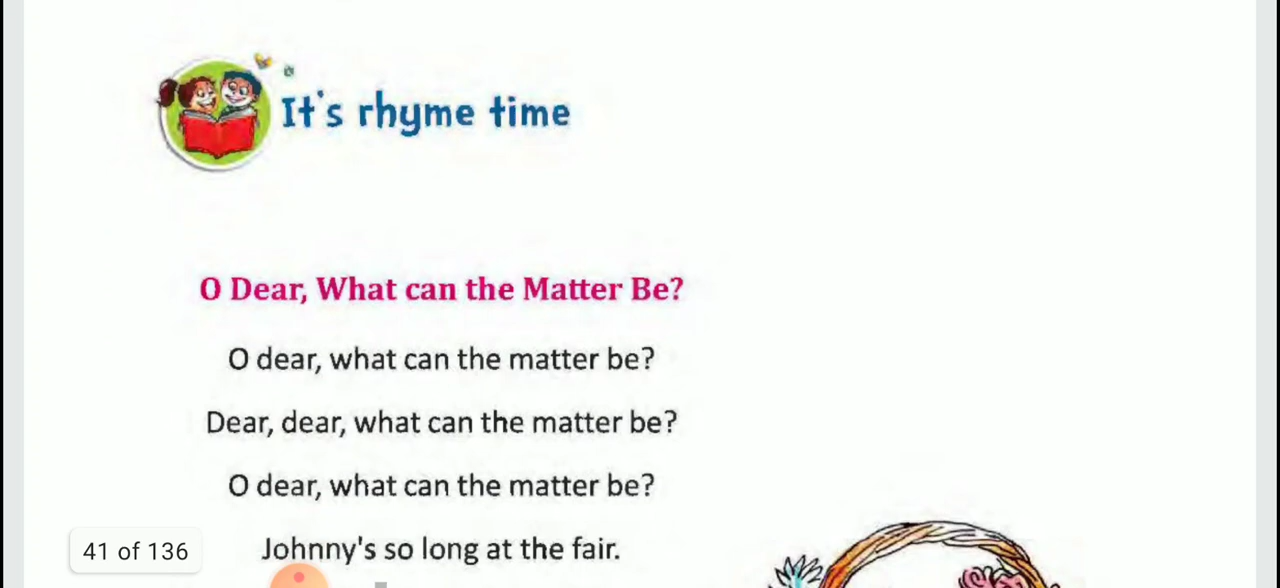 It's rhyme time
O Dear, What can the Matter Be?
O dear, what can the matter be?
Dear, dear, what can the matter be?
O dear, what can the matter be?
Johnny's so long at the fair.
41 of 136